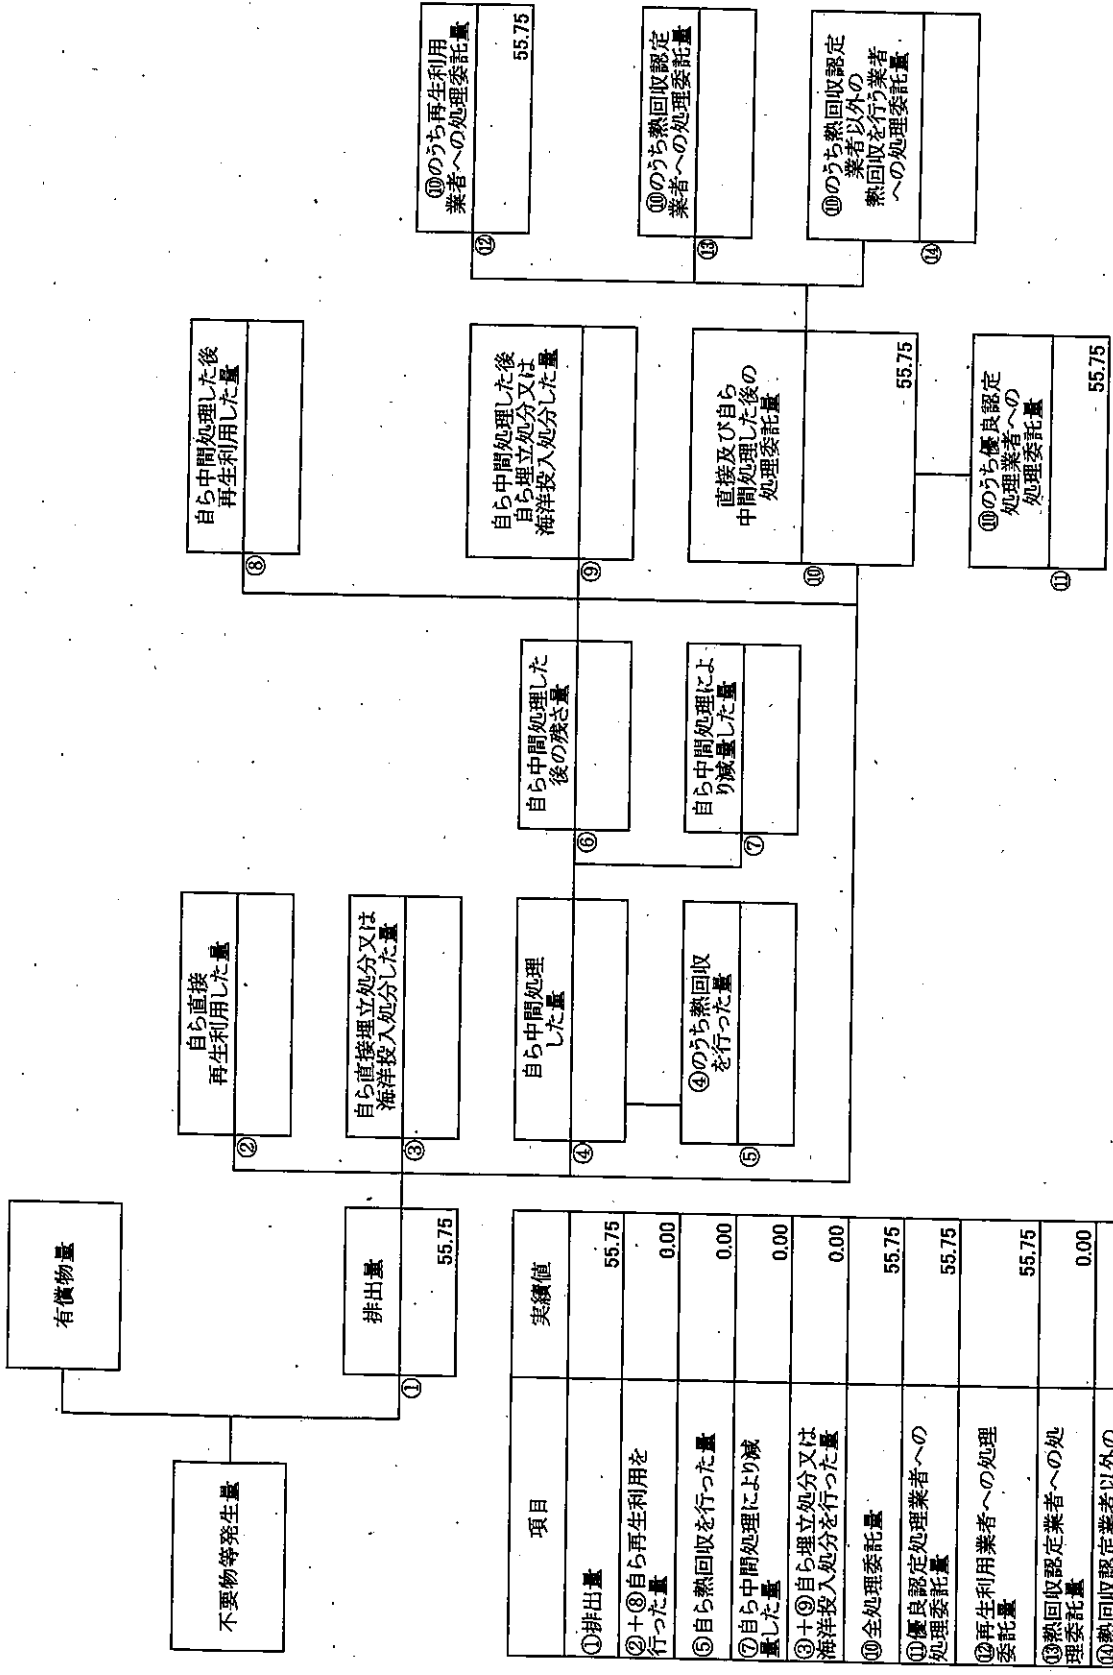 不要物等発生量
有償物量
排出量
①
55.75
自ら直接
再生利用した量
②
自ら直接埋立処分又は
海洋投入処分した量
③
自ら中間処理
した量
④
④のうち熱回収
を行った量
⑤
自ら中間処理した
後の残さ量
⑥
自ら中間処理によ
り減量した量
⑦
自ら中間処理した後
再生利用した量
⑧
自ら中間処理した後
自ら埋立処分又は
海洋投入処分した量
⑨
直接及び自ら
中間処理した後の
処理委託量
⑩
55.75
⑩のうち優良認定
処理業者への
処理委託量
⑪
55.75
⑩のうち再生利用
業者への処理委託量
⑫
55.75
⑩のうち熱回収認定
業者への処理委託量
⑬
⑩のうち熱回収認定
業者以外の
熱回収を行う業者
への処理委託量
⑭
項目 実績値
①排出量 55.75
②+⑧自ら再生利用を
行った量 0.00
⑤自ら熱回収を行った量 0.00
⑦自ら中間処理により減
量した量 0.00
③+⑨自ら埋立処分又は
海洋投入処分を行った量 0.00
⑩全処理委託量 55.75
⑪優良認定処理業者への
処理委託量 55.75
⑫再生利用業者への処理
委託量 55.75
⑬熱回収認定業者への処
理委託量 0.00
⑭熱回収認定業者以外の